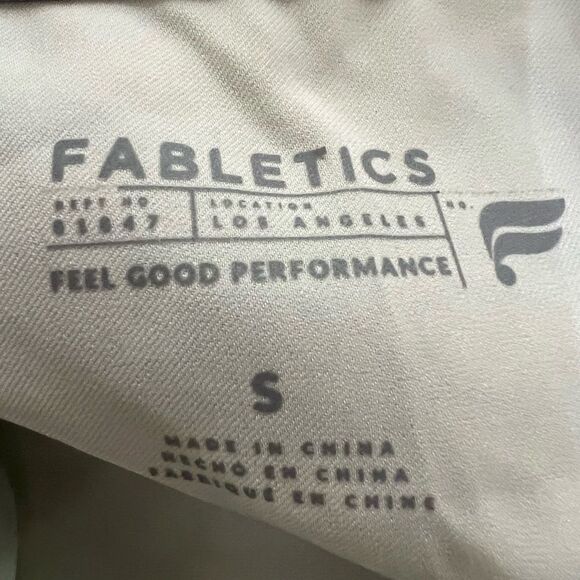 FABLETICS
DEPT NO
01047
LOCATION
LOS ANGELES
NO.
FEEL GOOD PERFORMANCE
S
MADE IN CHINA
HECHO EN CHINA
FABRIQUÉ EN CHINE